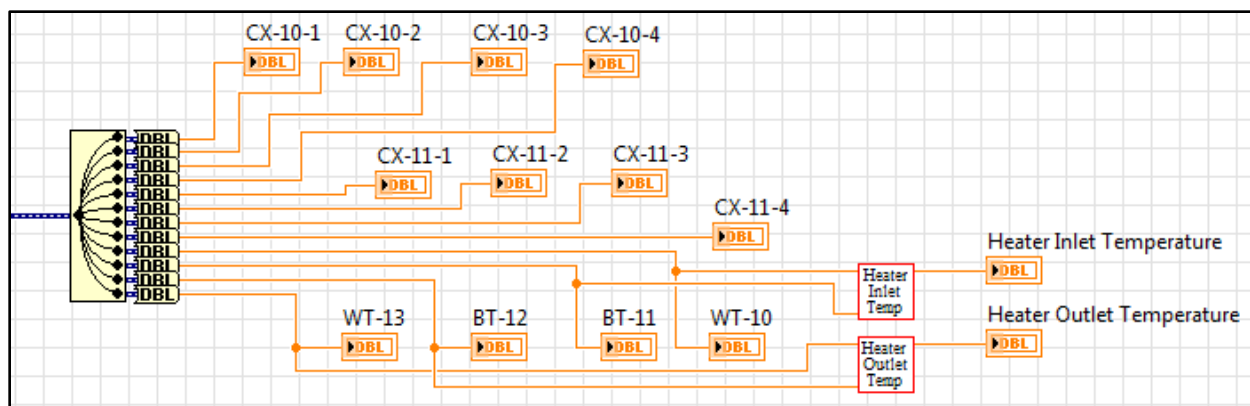 CX-10-1 CX-10-2 CX-10-3 CX-10-4
DBL DBL DBL DBL
DBL
DBL
DBL
DBL
DBL
DBL
DBL
DBL
DBL
DBL
DBL
DBL
CX-11-1 CX-11-2 CX-11-3
DBL DBL DBL
CX-11-4
DBL
Heater Inlet Temperature
DBL
Heater
Inlet
Temp
WT-13 BT-12 BT-11 WT-10
DBL DBL DBL DBL
Heater Outlet Temperature
DBL
Heater
Outlet
Temp